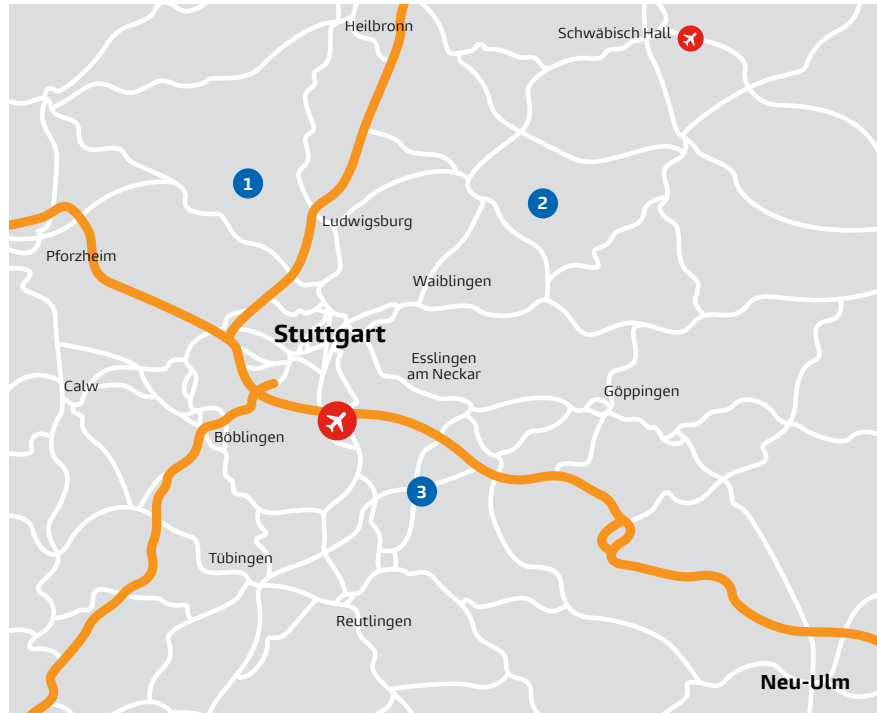 Heilbronn
Schwäbisch Hall
1
2
Ludwigsburg
Pforzheim
Waiblingen
Stuttgart
Esslingen
am Neckar
Calw
Göppingen
Böblingen
3
Tübingen
Reutlingen
Neu-Ulm